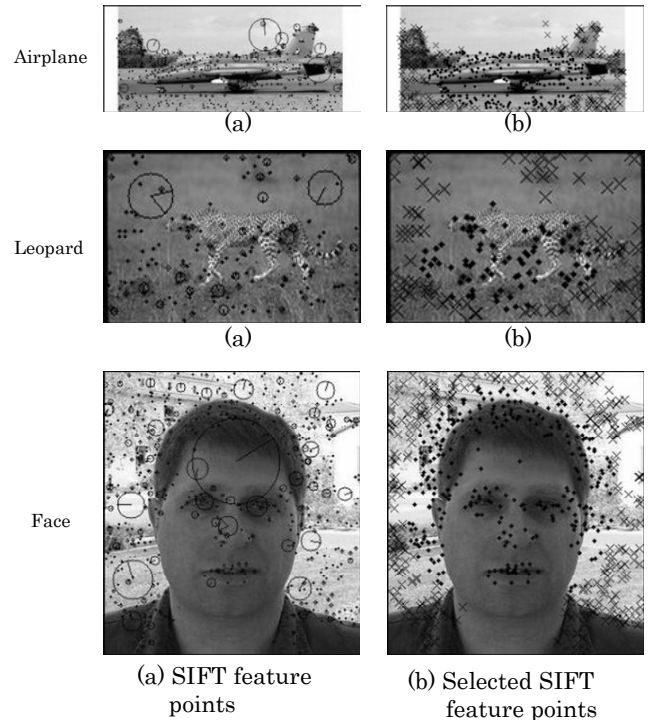 Airplane
(a)
(b)
Leopard
(a)
(b)
Face
(a) SIFT feature
points
(b) Selected SIFT
feature points